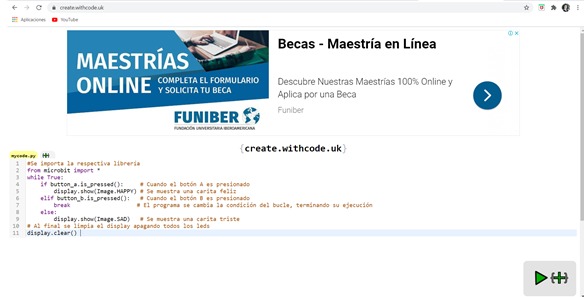 create.withcode.uk
Aplicaciones
YouTube
MAESTRÍAS
ONLINE
COMPLETA EL FORMULARIO
Y SOLICITA TU BECA
FUNIBER
FUNDACIÓN UNIVERSITARIA IBEROAMERICANA
Becas - Maestría en Línea
Descubre Nuestras Maestrías 100% Online y
Aplica por una Beca
Funiber
{create.withcode.uk}
mycode.py
1 #Se importa la respectiva librería
2 from microbit import *
3 while True:
4 if button_a.is_pressed(): # Cuando el botón A es presionado
5 display.show(Image.HAPPY) # Se muestra una carita feliz
6 elif button_b.is_pressed(): # Cuando el botón B es presionado
7 break # El programa se cambia la condición del bucle, terminando su ejecución
8 else:
9 display.show(Image.SAD) # Se muestra una carita triste
10 # Al final se limpia el display apagando todos los leds
11 display.clear()